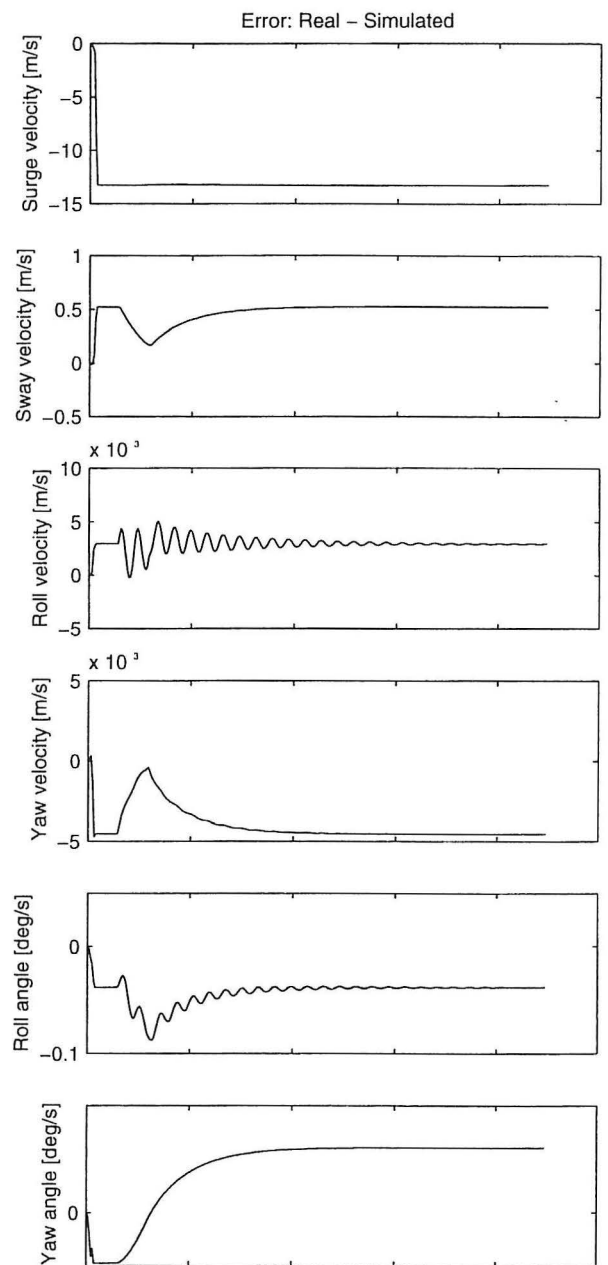 Error: Real – Simulated
Surge velocity [m/s]
0
−5
−10
−15
Sway velocity [m/s]
1
0.5
0
−0.5
x 10 ³
Roll velocity [m/s]
10
5
0
−5
x 10 ³
Yaw velocity [m/s]
5
0
−5
Roll angle [deg/s]
0
−0.1
Yaw angle [deg/s]
0